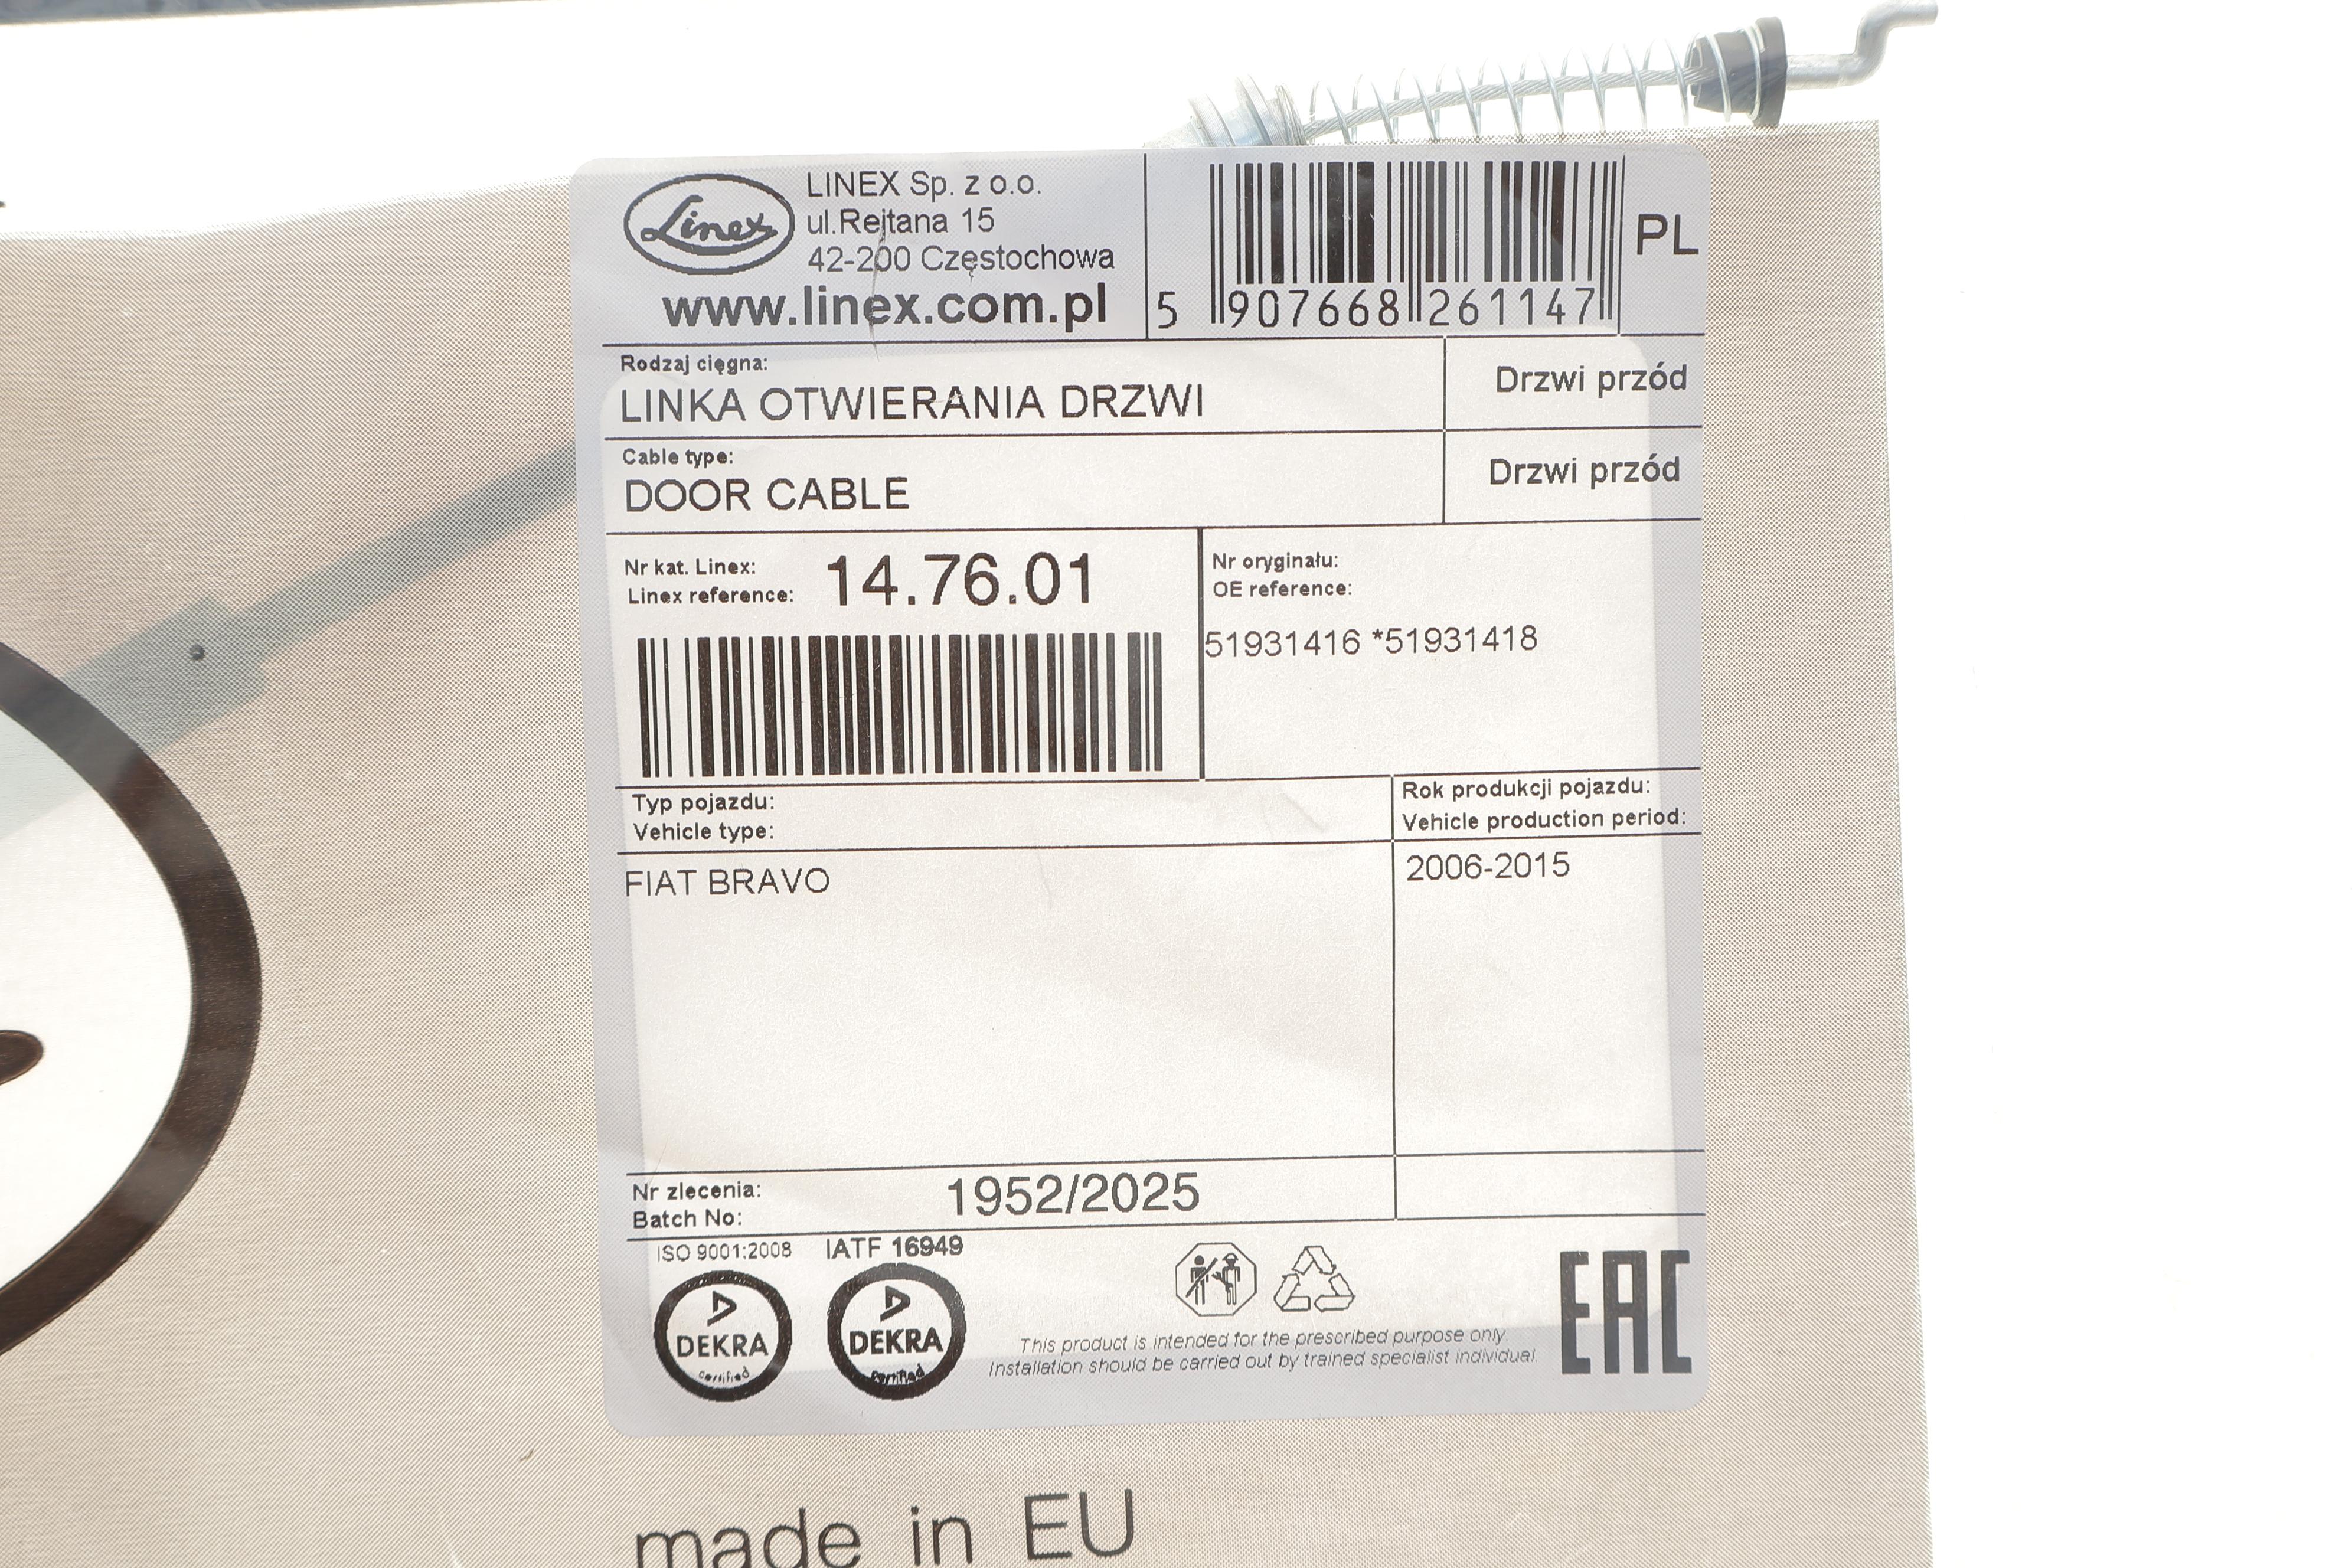 Linex
LINEX Sp. z o.o.
ul.Rejtana 15
42-200 Częstochowa
www.linex.com.pl
5 907668 261147
PL
Rodzaj cięgna:
LINKA OTWIERANIA DRZWI
Drzwi przód
Cable type:
DOOR CABLE
Drzwi przód
Nr kat. Linex:
Linex reference:
14.76.01
Nr oryginału:
OE reference:
51931416 *51931418
Typ pojazdu:
Vehicle type:
Rok produkcji pojazdu:
Vehicle production period:
FIAT BRAVO
2006-2015
Nr zlecenia:
Batch No:
1952/2025
ISO 9001:2008
IATF 16949
DEKRA
certified
DEKRA
certified
This product is intended for the prescribed purpose only.
Installation should be carried out by trained specialist individual.
EAC
made in EU